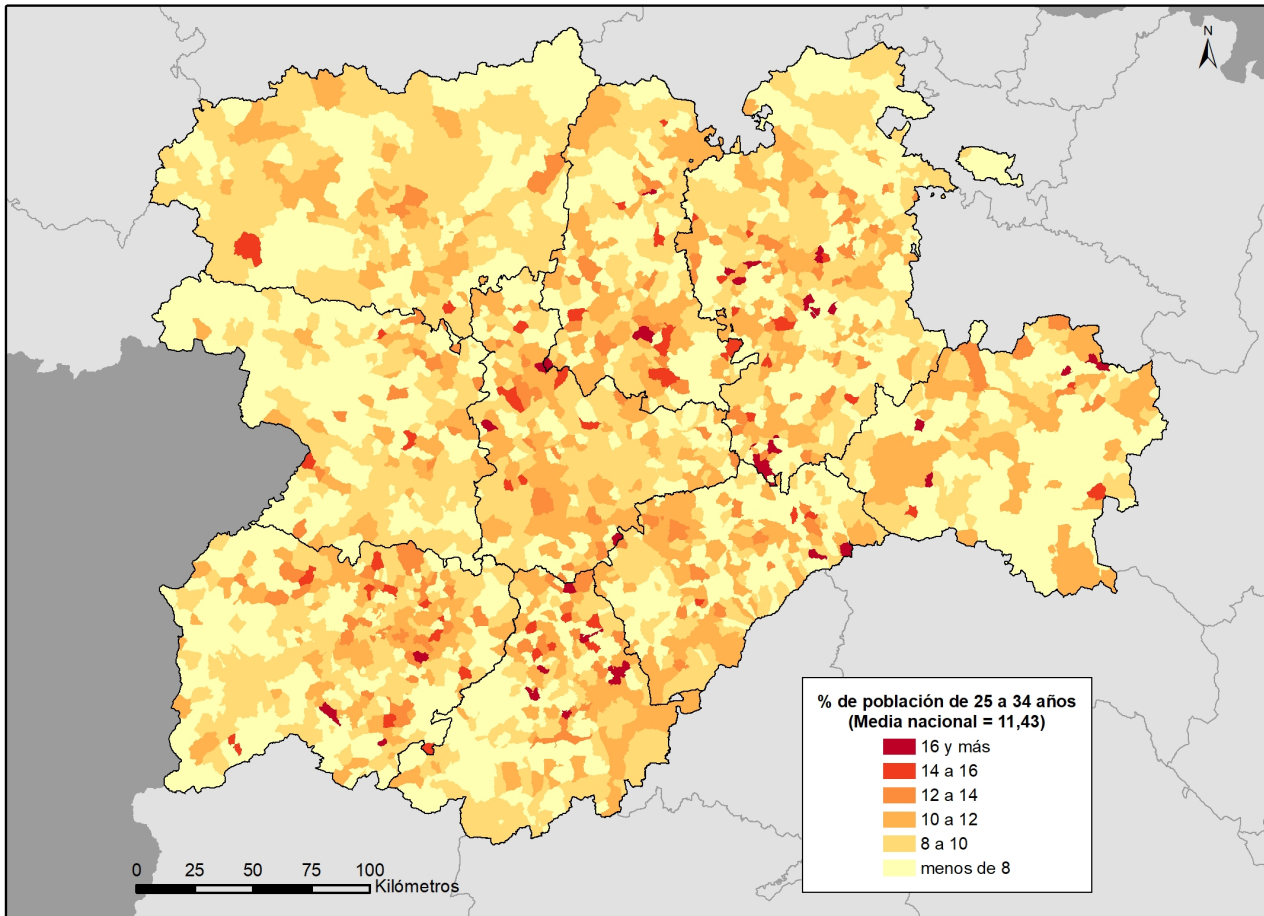 N
% de población de 25 a 34 años
(Media nacional = 11,43)
16 y más
14 a 16
12 a 14
10 a 12
8 a 10
menos de 8
0 25 50 75 100
Kilómetros